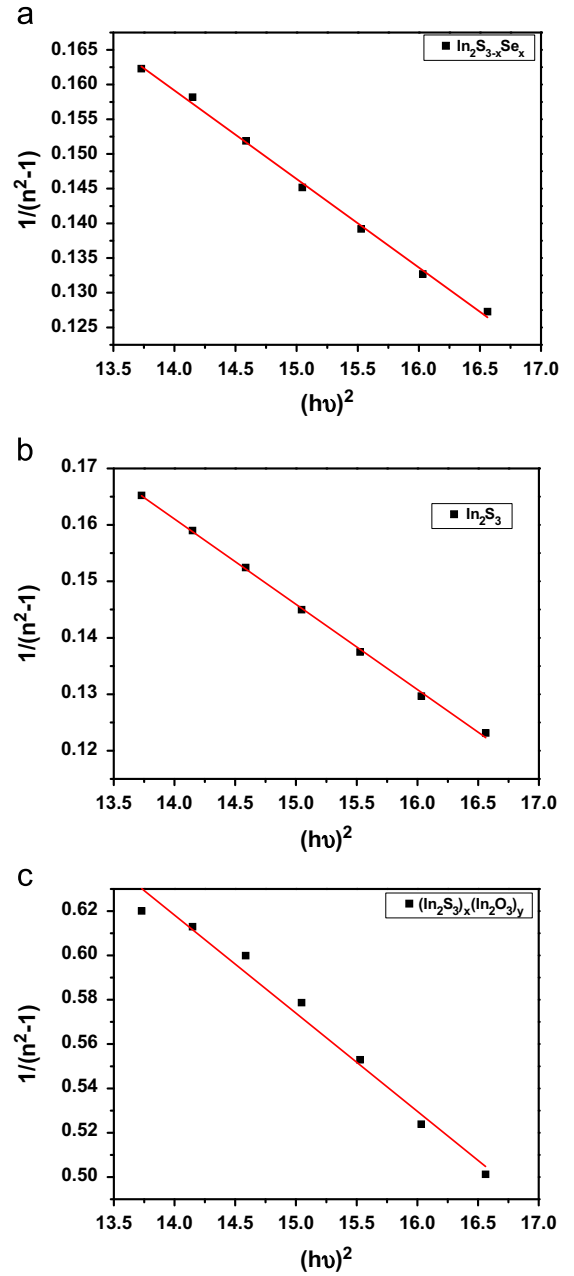 a
0.165
0.160
0.155
0.150
0.145
0.140
0.135
0.130
0.125
1/(n²-1)
In₂S₃₋ₓSeₓ
13.5 14.0 14.5 15.0 15.5 16.0 16.5 17.0
(hυ)²
b
0.17
0.16
0.15
0.14
0.13
0.12
1/(n²-1)
In₂S₃
13.5 14.0 14.5 15.0 15.5 16.0 16.5 17.0
(hυ)²
c
0.62
0.60
0.58
0.56
0.54
0.52
0.50
1/(n²-1)
(In₂S₃)ₓ(In₂O₃)ᵧ
13.5 14.0 14.5 15.0 15.5 16.0 16.5 17.0
(hυ)²